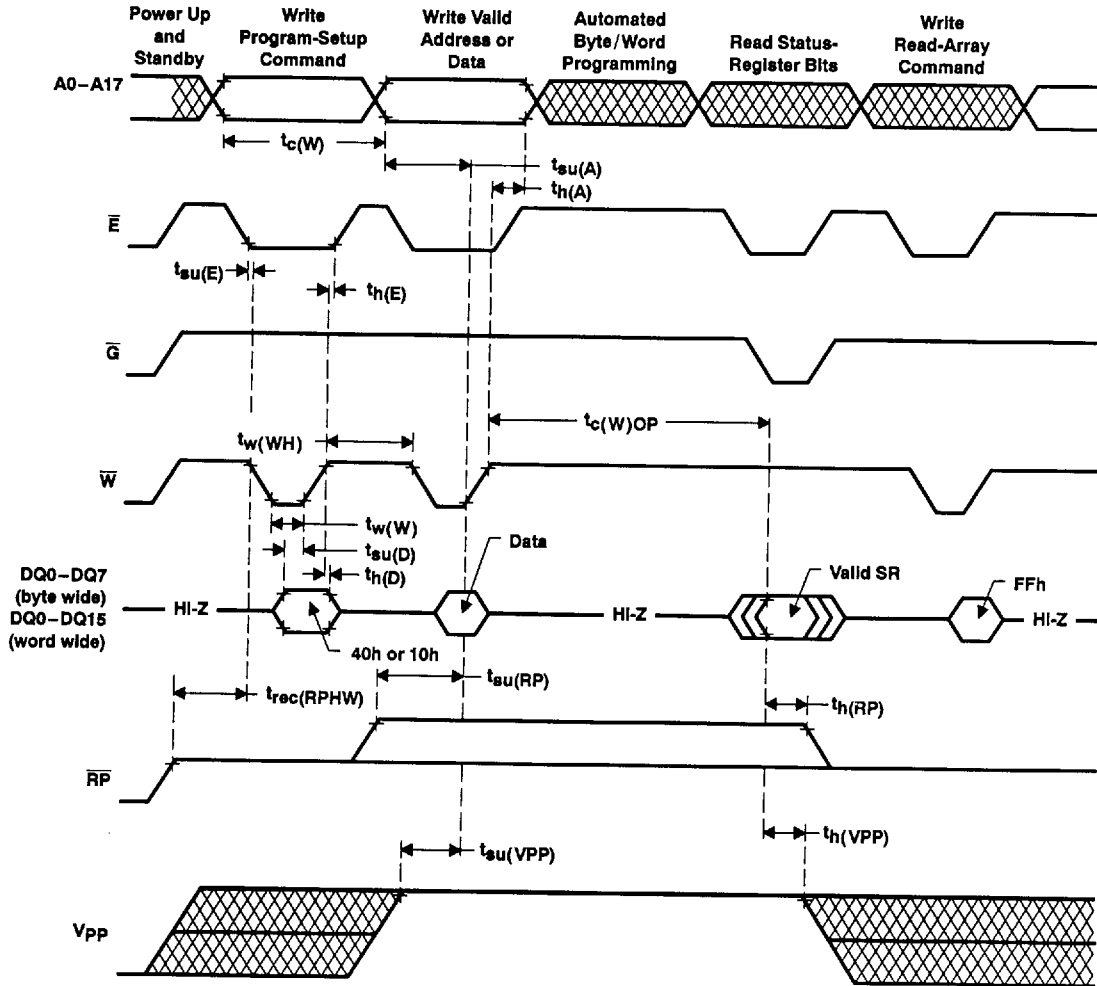 Power Up
and
Standby
Write
Program-Setup
Command
Write Valid
Address or
Data
Automated
Byte/Word
Programming
Read Status-
Register Bits
Write
Read-Array
Command
A0–A17
tc(W)
tsu(A)
th(A)
E
tsu(E)
th(E)
G
tc(W)OP
tw(WH)
W
tw(W)
tsu(D)
th(D)
Data
Valid SR
FFh
DQ0–DQ7
(byte wide)
DQ0–DQ15
(word wide)
HI-Z
HI-Z
HI-Z
40h or 10h
tsu(RP)
trec(RPHW)
th(RP)
RP
tsu(VPP)
th(VPP)
VPP